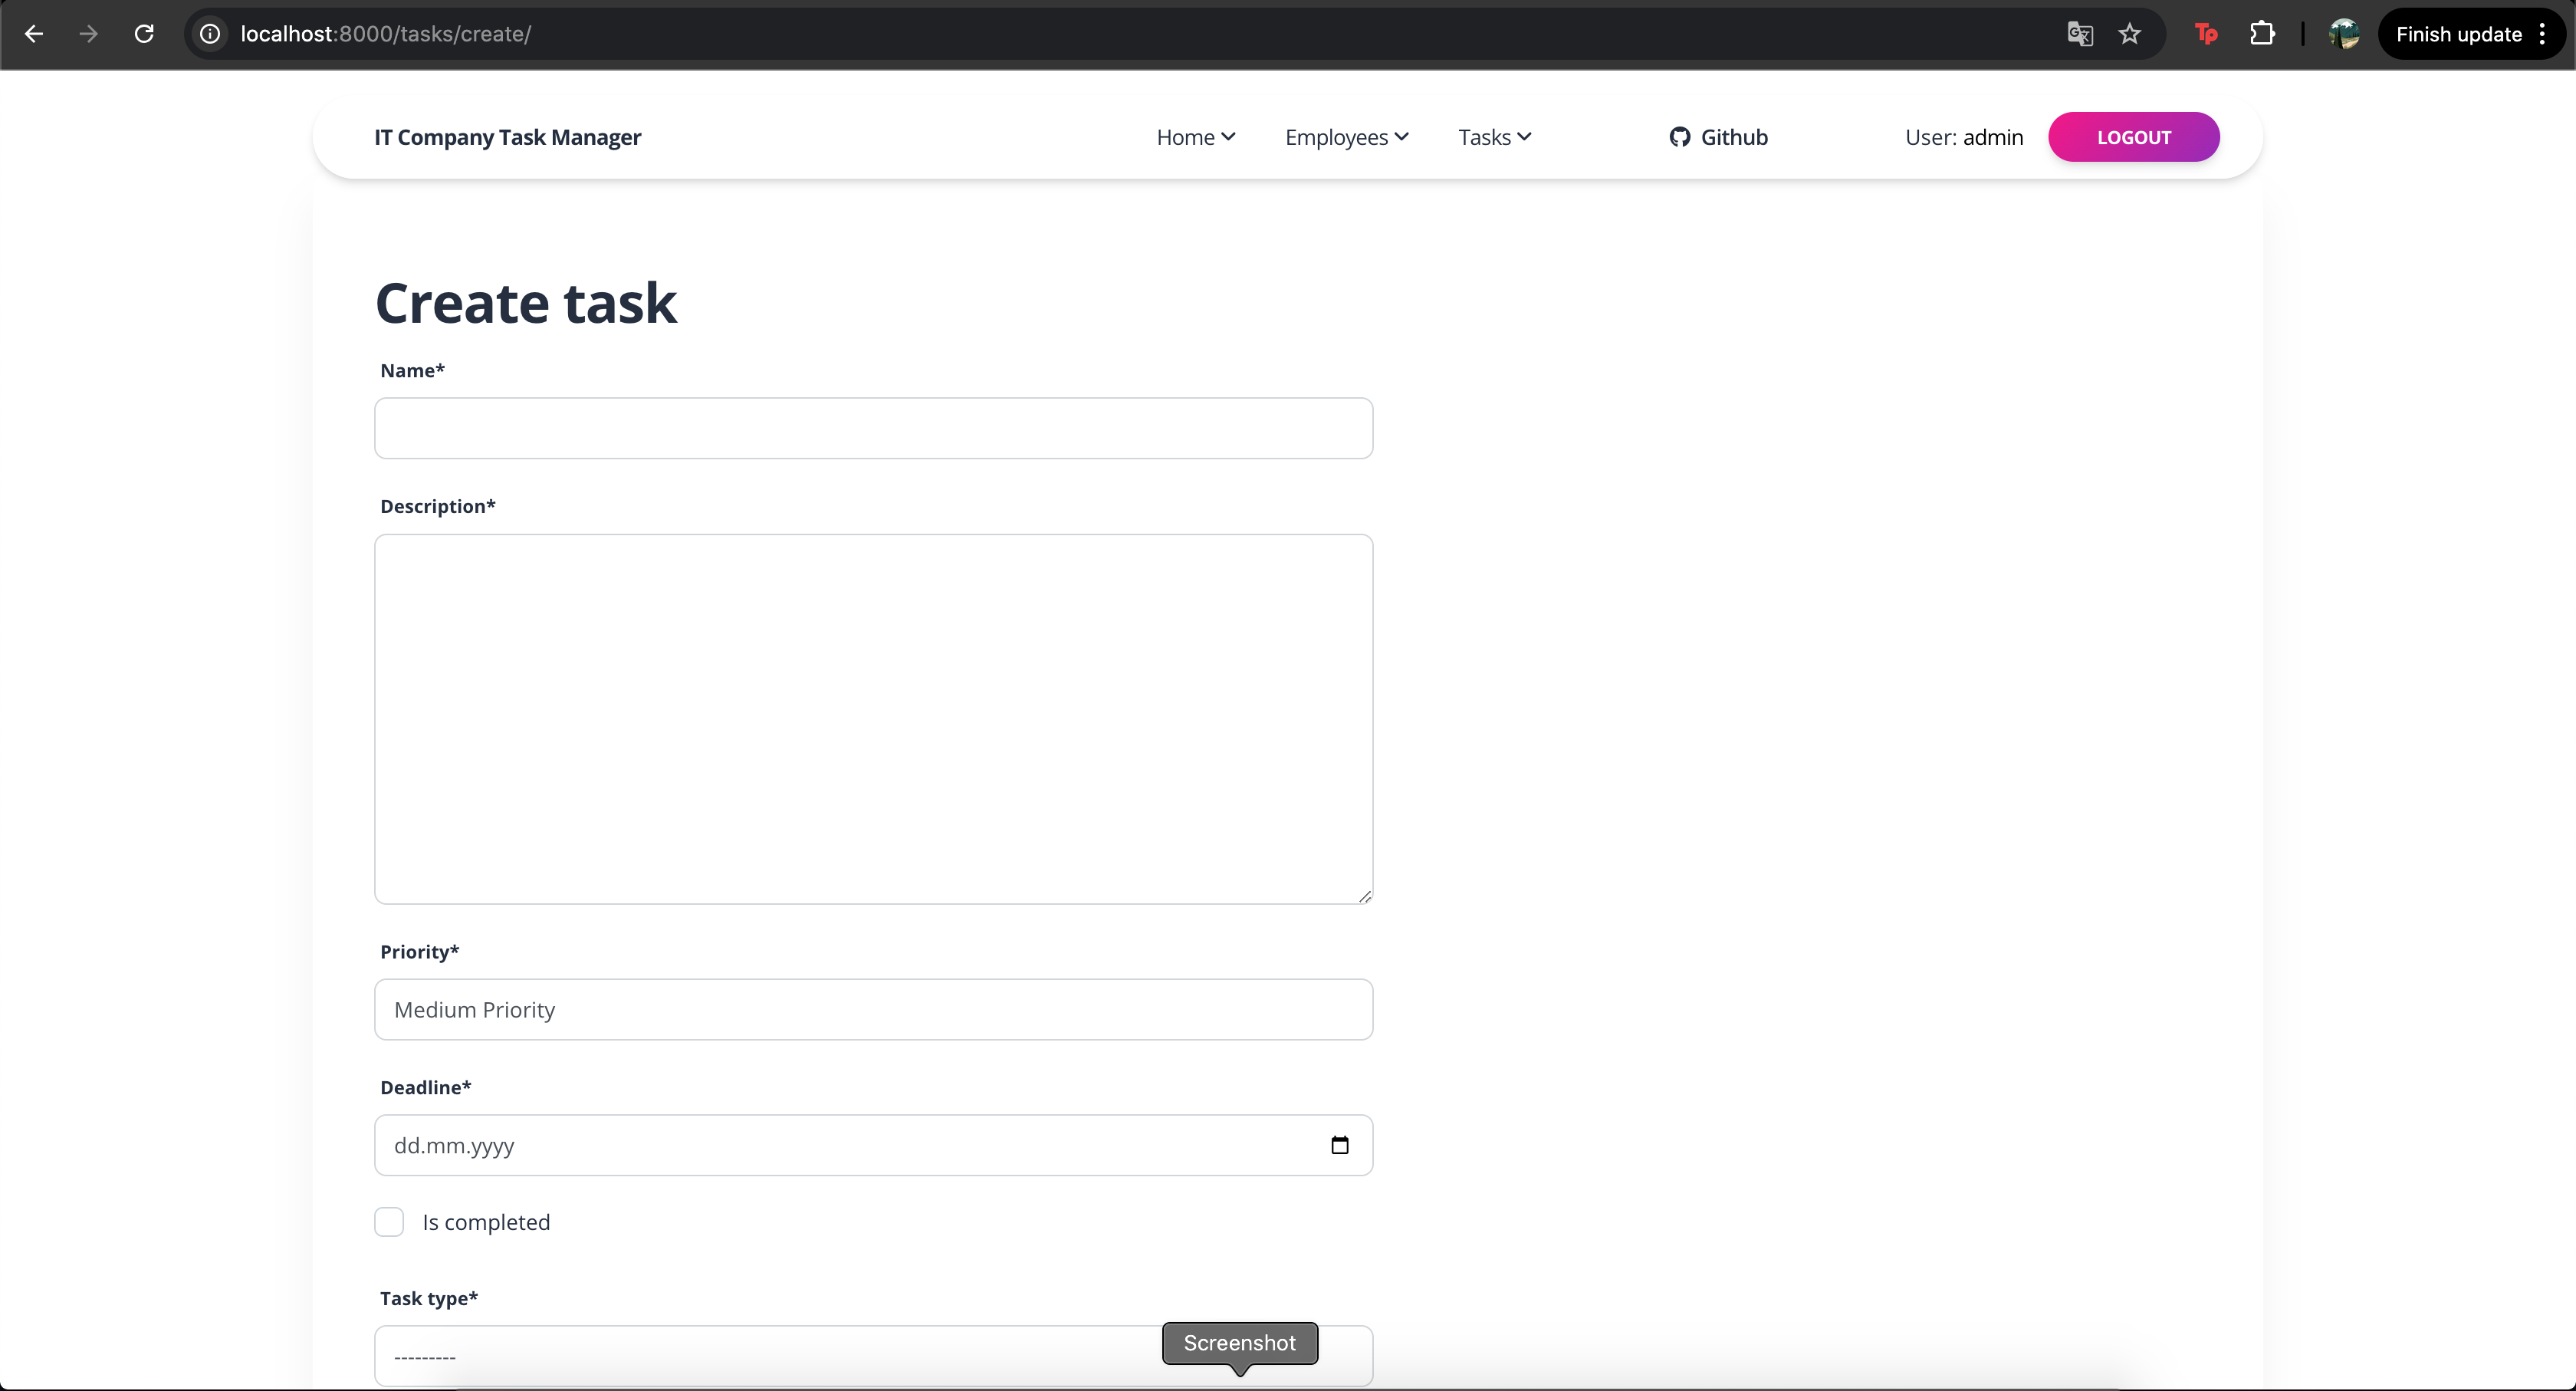 localhost:8000/tasks/create/
Finish update
IT Company Task Manager
Home
Employees
Tasks
Github
User: admin
LOGOUT
Create task
Name*
Description*
Priority*
Medium Priority
Deadline*
dd.mm.yyyy
Is completed
Task type*
---------
Screenshot